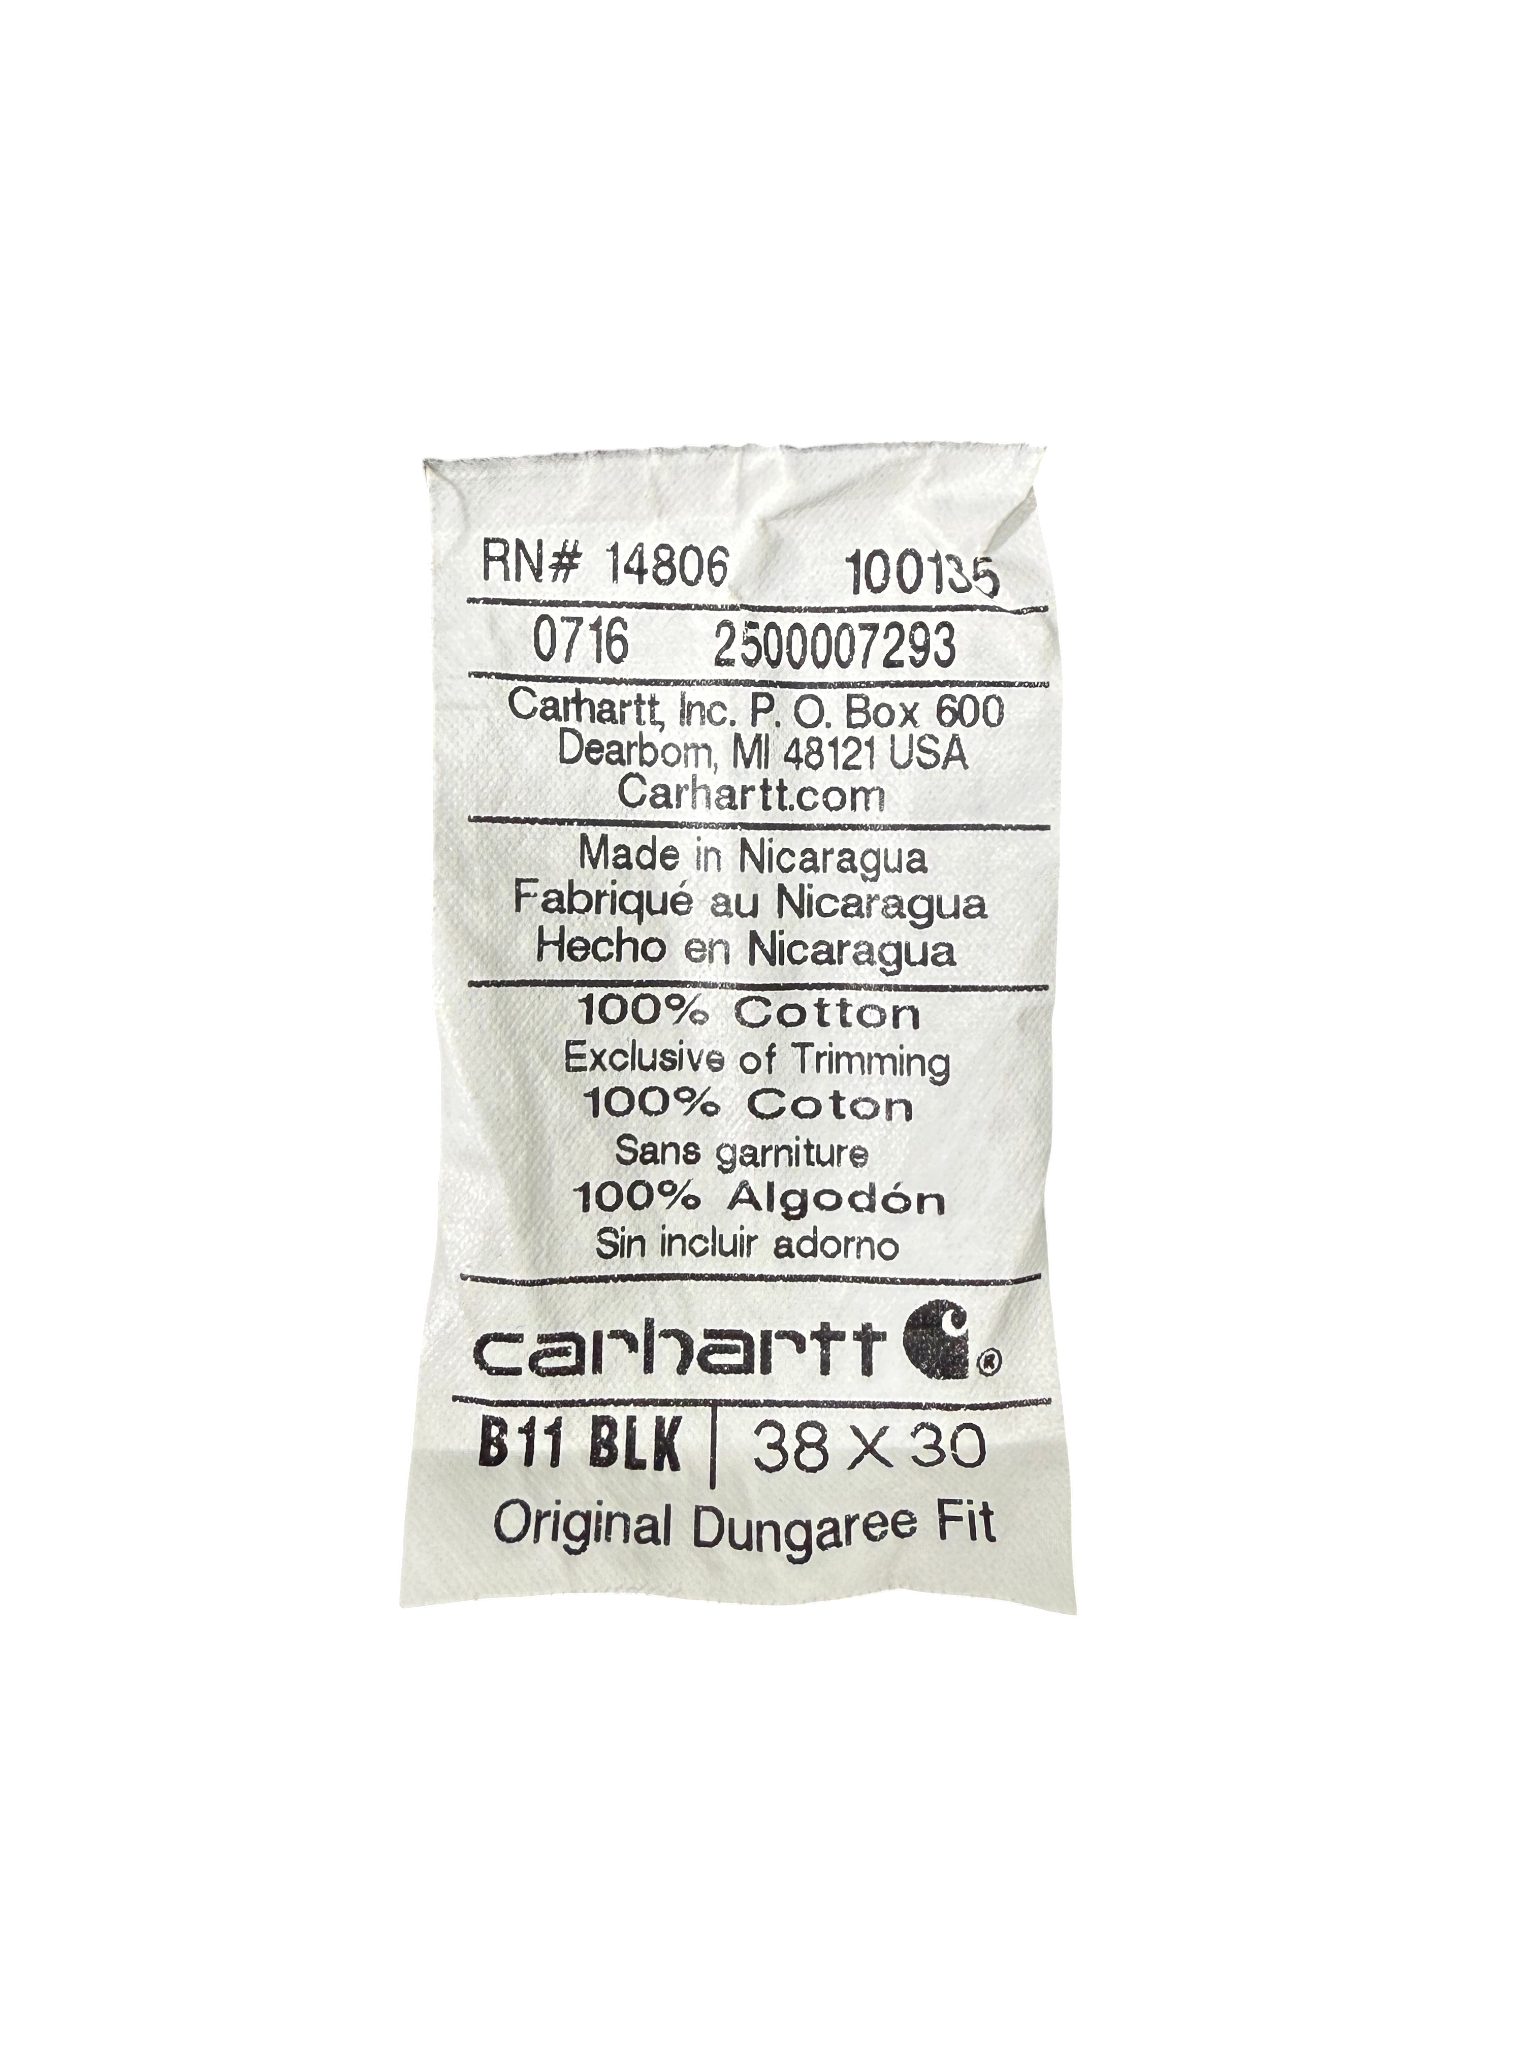 RN# 14806 100135
0716 2500007293
Carhartt, Inc. P. O. Box 600
Dearborn, MI 48121 USA
Carhartt.com
Made in Nicaragua
Fabriqué au Nicaragua
Hecho en Nicaragua
100% Cotton
Exclusive of Trimming
100% Coton
Sans garniture
100% Algodón
Sin incluir adorno
carhartt ®
B11 BLK | 38 X 30
Original Dungaree Fit